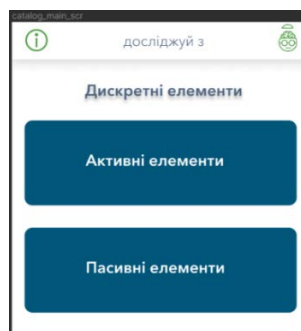 catalog_main_scr
досліджуй з
Дискретні елементи
Активні елементи
Пасивні елементи